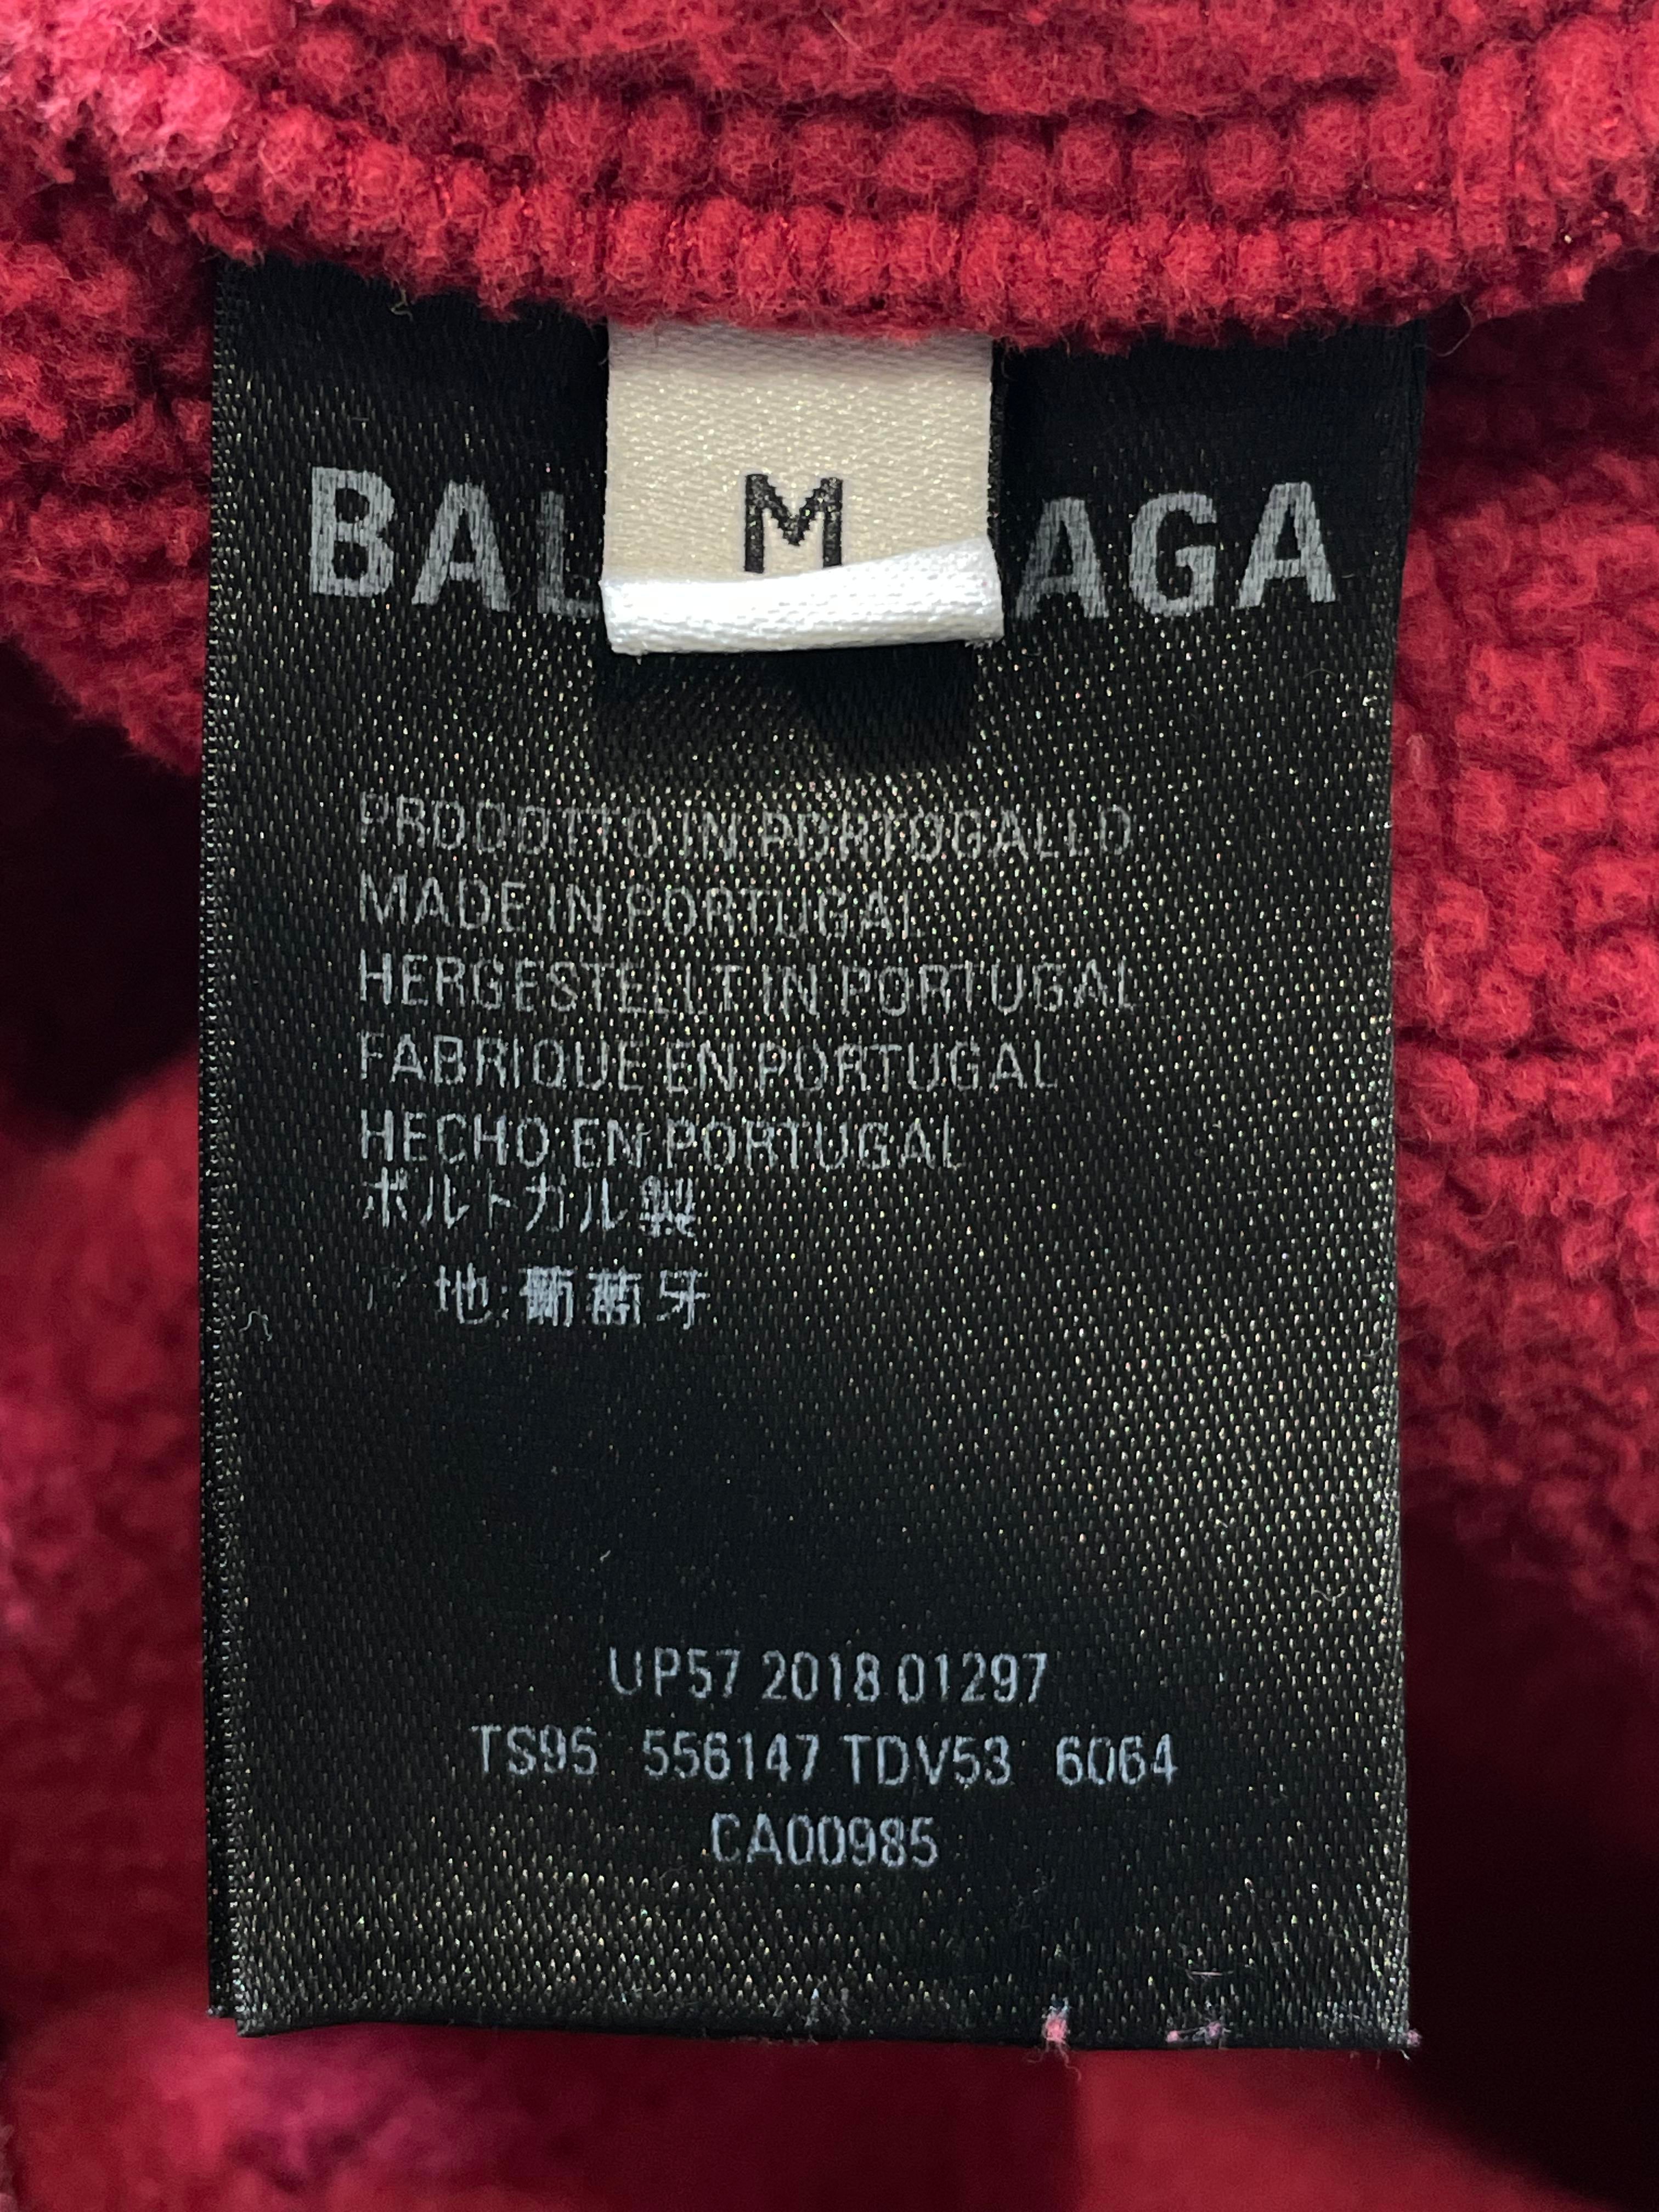 M
BAL AGA
PRODOTTO IN PORTOGALLO
MADE IN PORTUGAL
HERGESTELLT IN PORTUGAL
FABRIQUE EN PORTUGAL
HECHO EN PORTUGAL
ポルトガル製
地:葡萄牙
UP57 2018 01297
TS95 556147 TDV53 6064
CA00985